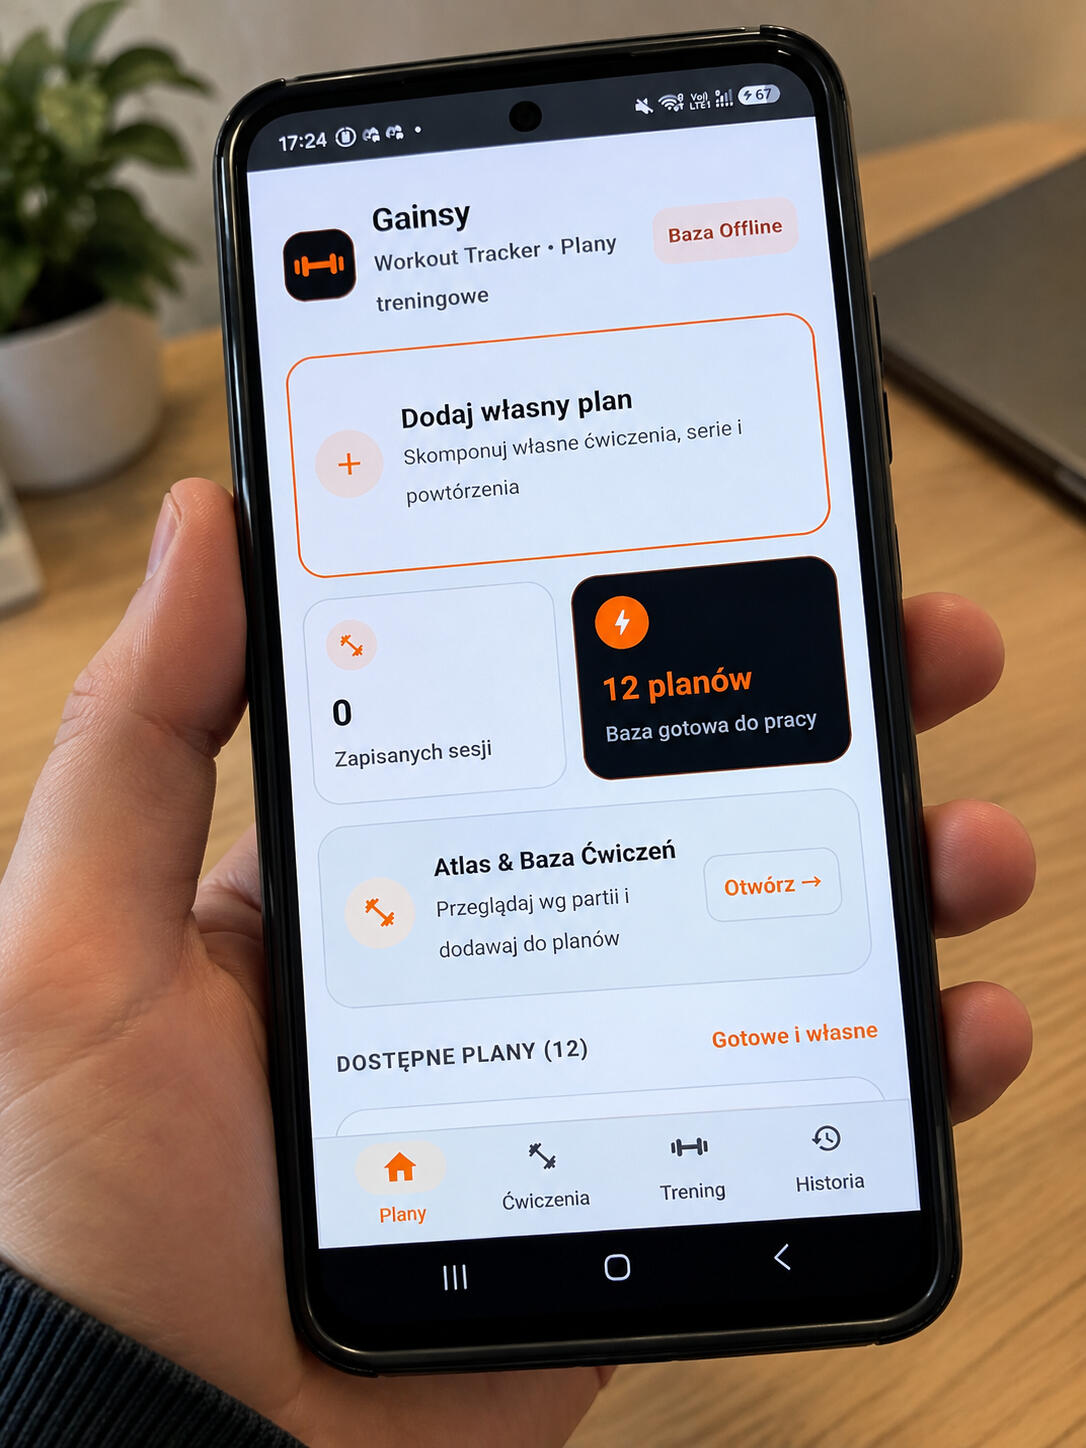 17:24
Vo)
LTE1
67
Gainsy
Workout Tracker • Plany
treningowe
Baza Offline
Dodaj własny plan
Skomponuj własne ćwiczenia, serie i
powtórzenia
0
Zapisanych sesji
12 planów
Baza gotowa do pracy
Atlas & Baza Ćwiczeń
Przeglądaj wg partii i
dodawaj do planów
Otwórz →
DOSTĘPNE PLANY (12)
Gotowe i własne
Plany
Ćwiczenia
Trening
Historia